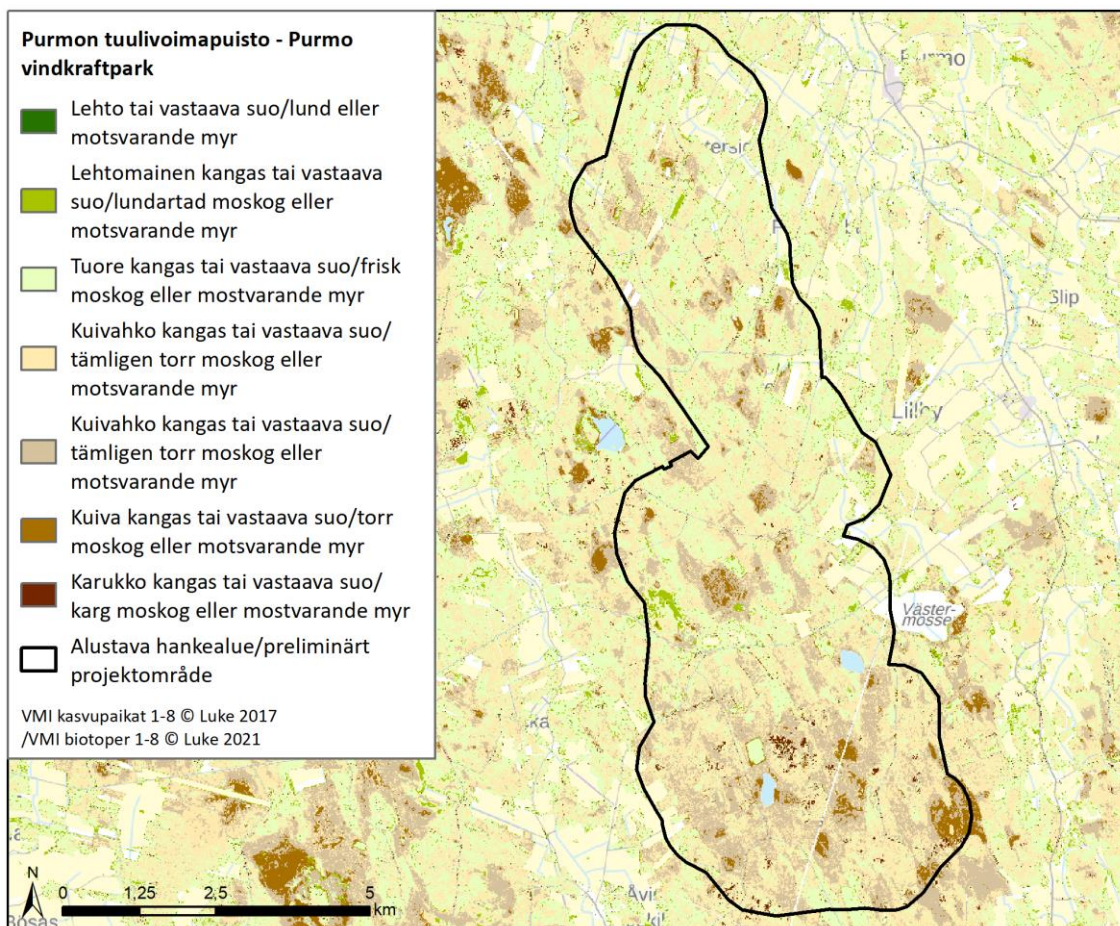 Purmon tuulivoimapuisto - Purmo
vindkraftpark
Lehto tai vastaava suo/lund eller
motsvarande myr
Lehtomainen kangas tai vastaava
suo/lundartad moskog eller
motsvarande myr
Tuore kangas tai vastaava suo/frisk
moskog eller mostvarande myr
Kuivahko kangas tai vastaava suo/
tämligen torr moskog eller
motsvarande myr
Kuivahko kangas tai vastaava suo/
tämligen torr moskog eller
motsvarande myr
Kuiva kangas tai vastaava suo/torr
moskog eller motsvarande myr
Karukko kangas tai vastaava suo/
karg moskog eller mostvarande myr
Alustava hankealue/preliminärt
projektområde
VMI kasvupaikat 1-8 © Luke 2017
/VMI biotoper 1-8 © Luke 2021
Purmo
Slip
Lillby
Väster-
mosse
N
0 1,25 2,5 5
km